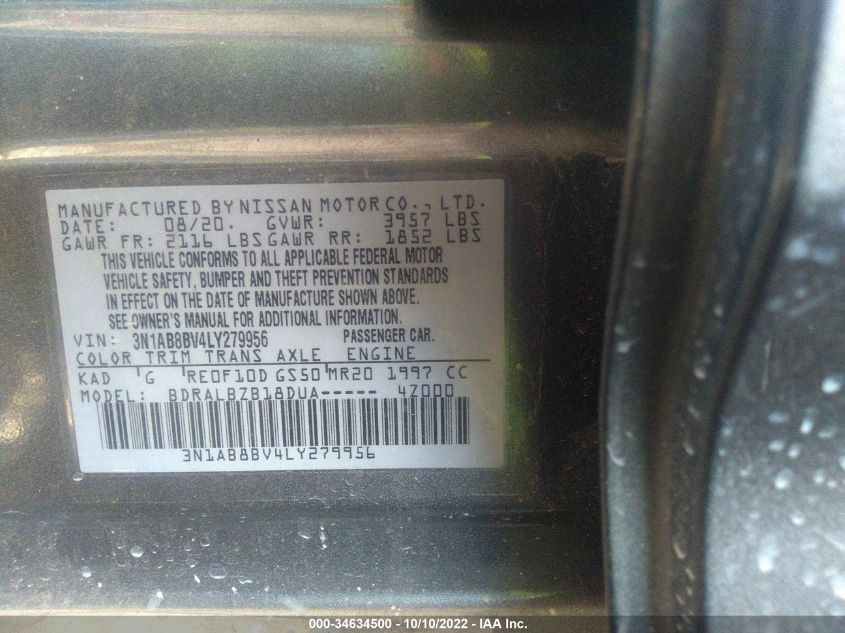 MANUFACTURED BY NISSAN MOTOR CO., LTD.
DATE: 08/20. GVWR: 3957 LBS
GAWR FR: 2116 LBS GAWR RR: 1852 LBS
THIS VEHICLE CONFORMS TO ALL APPLICABLE FEDERAL MOTOR
VEHICLE SAFETY, BUMPER AND THEFT PREVENTION STANDARDS
IN EFFECT ON THE DATE OF MANUFACTURE SHOWN ABOVE.
SEE OWNER'S MANUAL FOR ADDITIONAL INFORMATION.
VIN: 3N1AB8BV4LY279956 PASSENGER CAR.
COLOR TRIM TRANS AXLE ENGINE
KAD G RE0F10D GS50 MR20 1997 CC
MODEL: BDRALBZB18DUA----- 4Z000
3N1AB8BV4LY279956
000-34634500 - 10/10/2022 - IAA Inc.